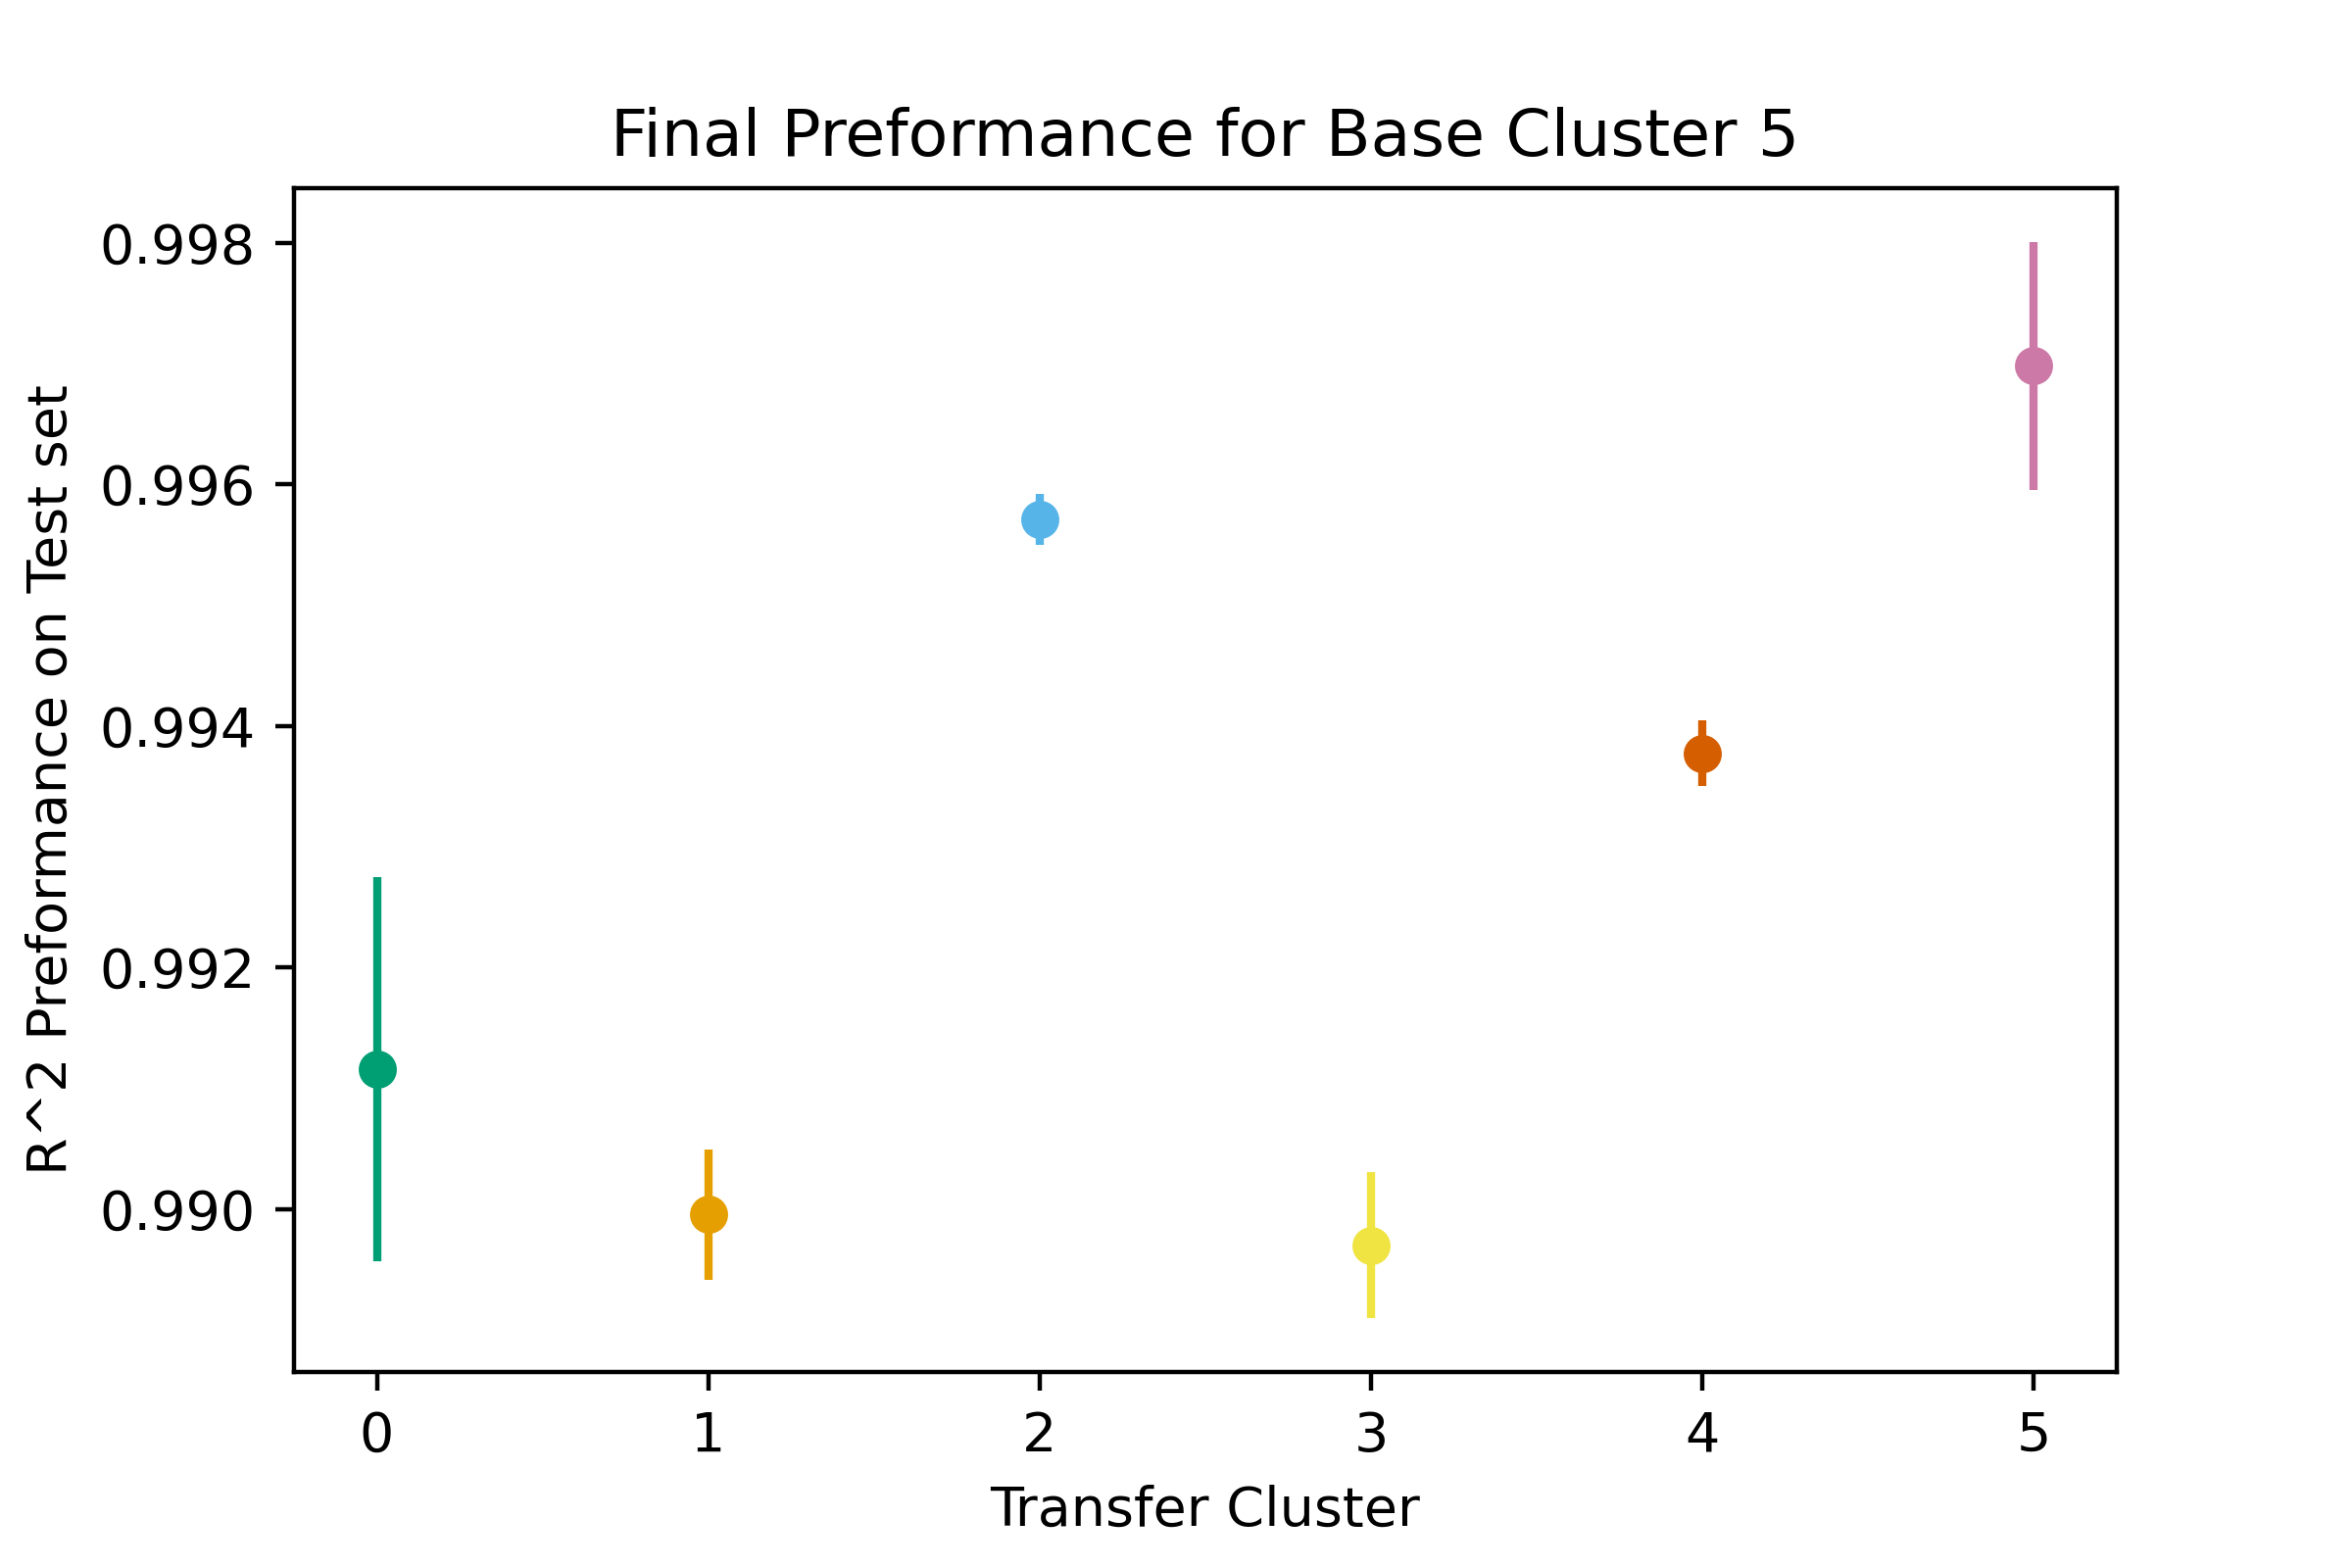 Final Preformance for Base Cluster 5
R^2 Preformance on Test set
0.998
0.996
0.994
0.992
0.990
0 1 2 3 4 5
Transfer Cluster